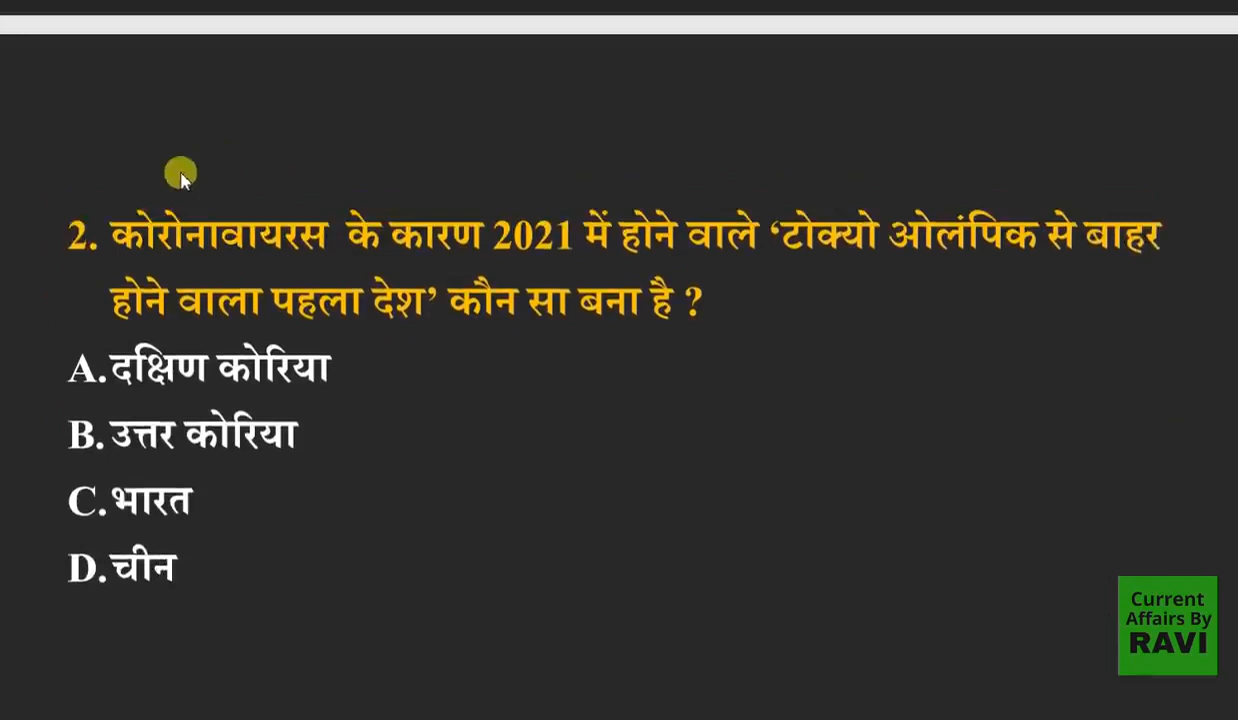 2. कोरोनावायरस के कारण 2021 में होने वाले ‘टोक्यो ओलंपिक से बाहर
होने वाला पहला देश’ कौन सा बना है ?
A.दक्षिण कोरिया
B.उत्तर कोरिया
C.भारत
D.चीन
Current
Affairs By
RAVI